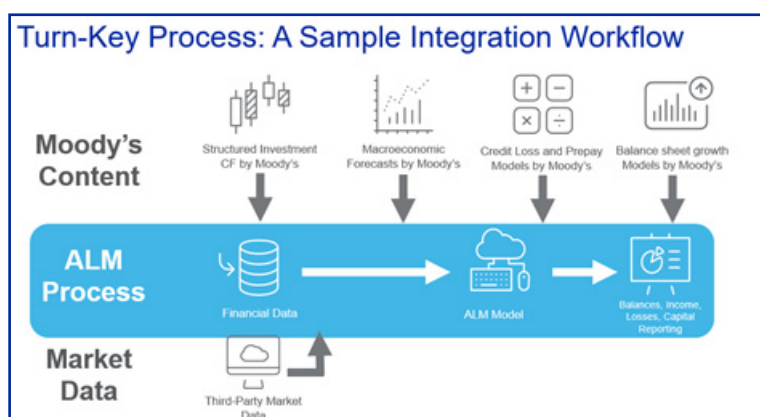 Turn-Key Process: A Sample Integration Workflow
Moody's
Content
Structured Investment
CF by Moody's
Macroeconomic
Forecasts by Moody's
Credit Loss and Prepay
Models by Moody's
Balance sheet growth
Models by Moody's
ALM
Process
Financial Data
ALM Model
Balances, Income,
Losses, Capital
Reporting
Market
Data
Third-Party Market
Data